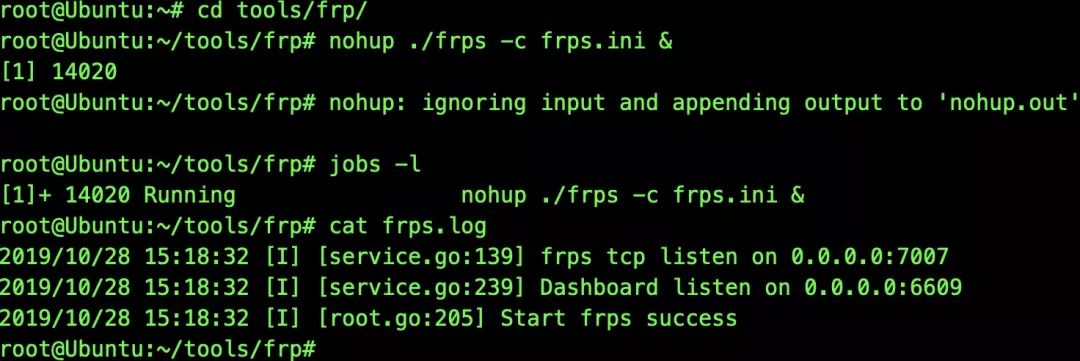 root@Ubuntu:~# cd tools/frp/
root@Ubuntu:~/tools/frp# nohup ./frps -c frps.ini &
[1] 14020
root@Ubuntu:~/tools/frp# nohup: ignoring input and appending output to 'nohup.out'
root@Ubuntu:~/tools/frp# jobs -l
[1]+ 14020 Running                 nohup ./frps -c frps.ini &
root@Ubuntu:~/tools/frp# cat frps.log
2019/10/28 15:18:32 [I] [service.go:139] frps tcp listen on 0.0.0.0:7007
2019/10/28 15:18:32 [I] [service.go:239] Dashboard listen on 0.0.0.0:6609
2019/10/28 15:18:32 [I] [root.go:205] Start frps success
root@Ubuntu:~/tools/frp#